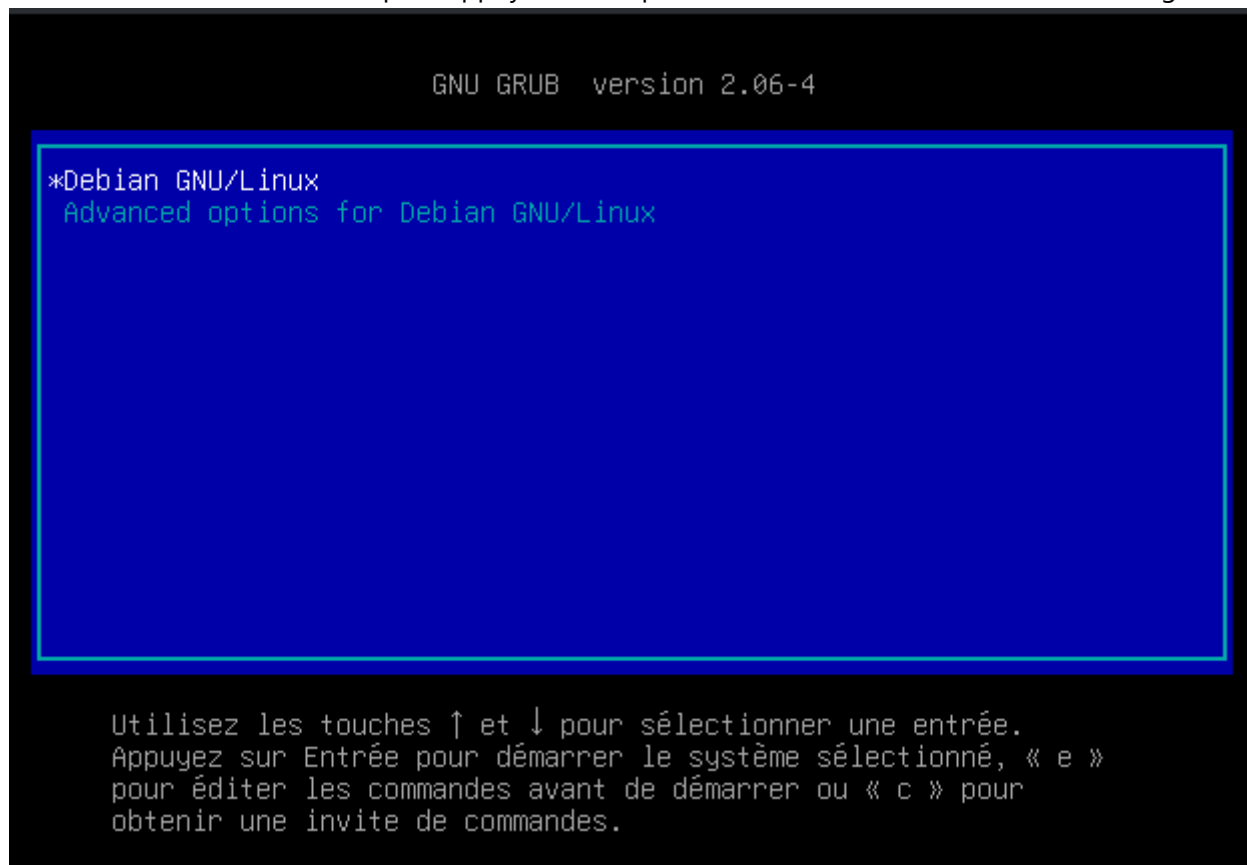 GNU GRUB version 2.06-4
*Debian GNU/Linux
Advanced options for Debian GNU/Linux
Utilisez les touches ↑ et ↓ pour sélectionner une entrée.
Appuyez sur Entrée pour démarrer le système sélectionné, « e »
pour éditer les commandes avant de démarrer ou « c » pour
obtenir une invite de commandes.